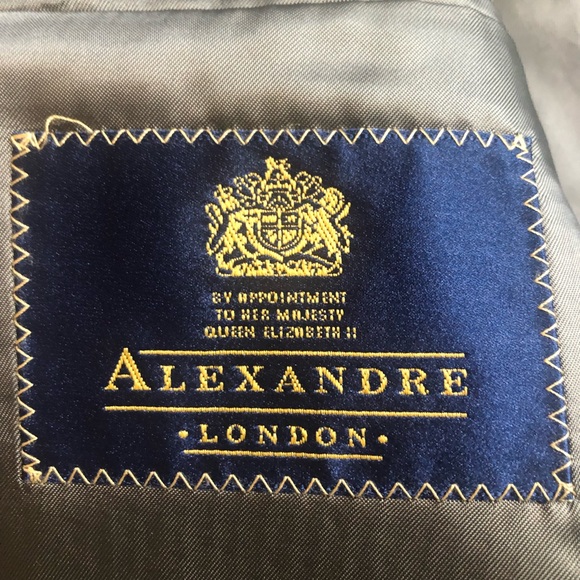 BY APPOINTMENT
TO HER MAJESTY
QUEEN ELIZABETH II
ALEXANDRE
• LONDON •